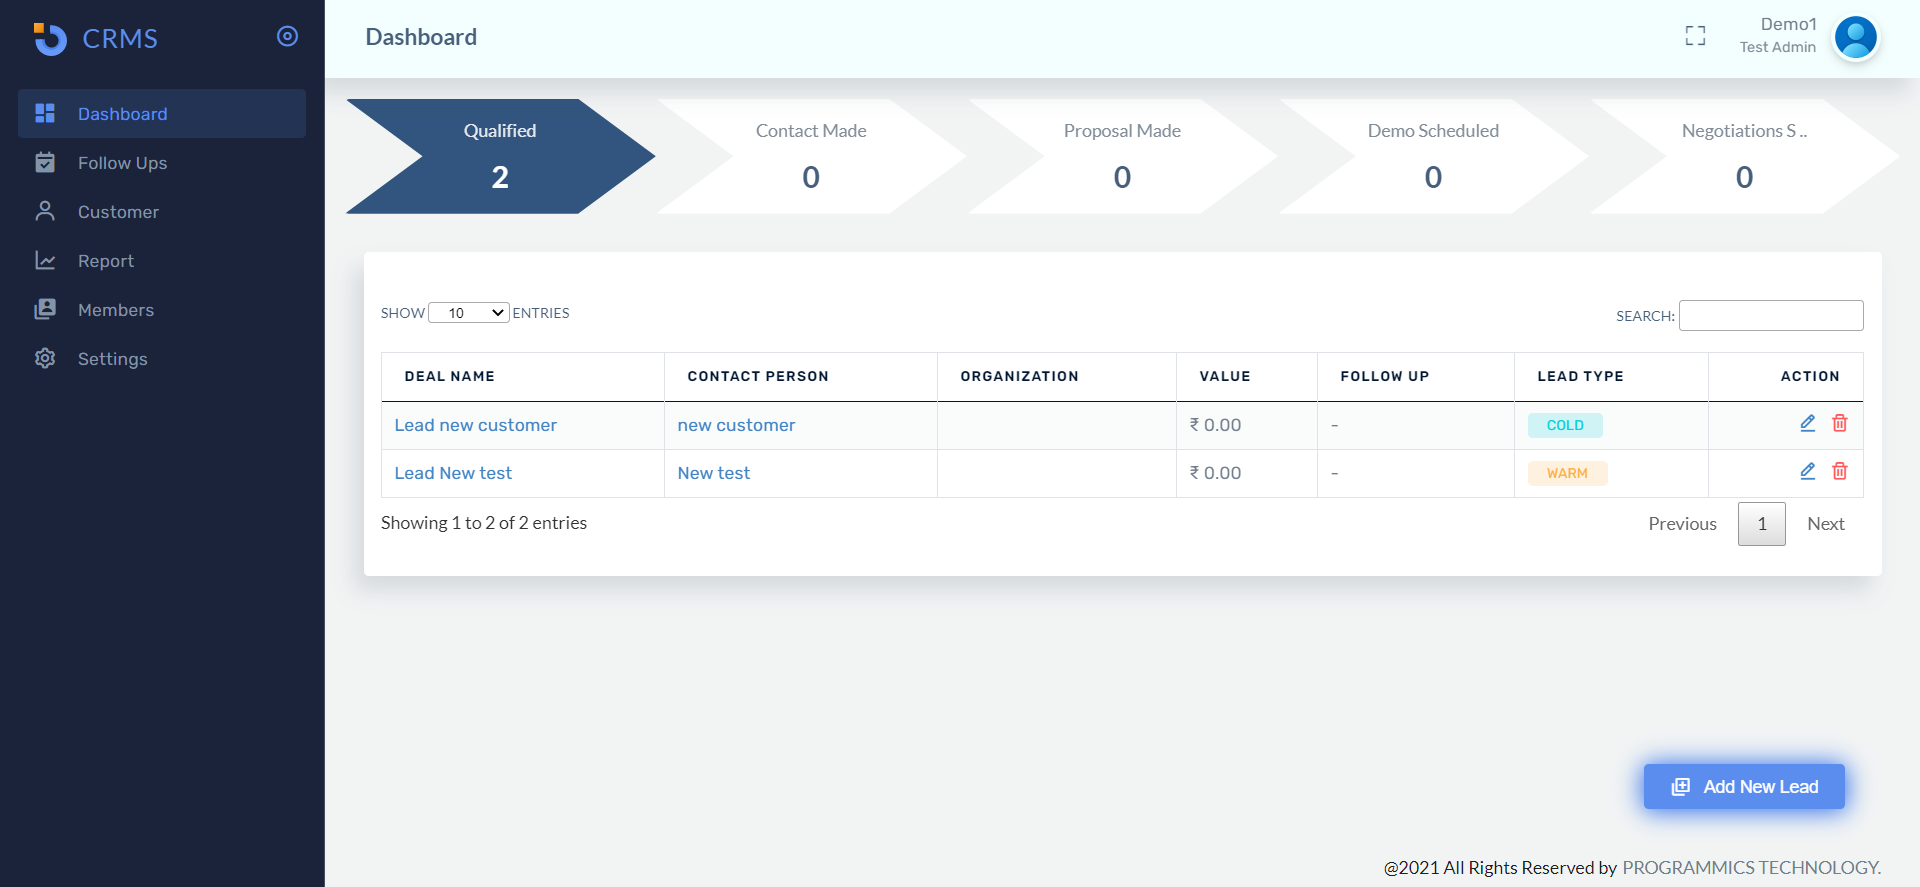 CRMS
Dashboard
Follow Ups
Customer
Report
Members
Settings
Dashboard
Demo1
Test Admin
Qualified
2
Contact Made
0
Proposal Made
0
Demo Scheduled
0
Negotiations S ..
0
SHOW 10 ENTRIES
SEARCH:
DEAL NAME CONTACT PERSON ORGANIZATION VALUE FOLLOW UP LEAD TYPE ACTION
Lead new customer new customer ₹ 0.00 - COLD
Lead New test New test ₹ 0.00 - WARM
Showing 1 to 2 of 2 entries
Previous 1 Next
Add New Lead
@2021 All Rights Reserved by PROGRAMMICS TECHNOLOGY.